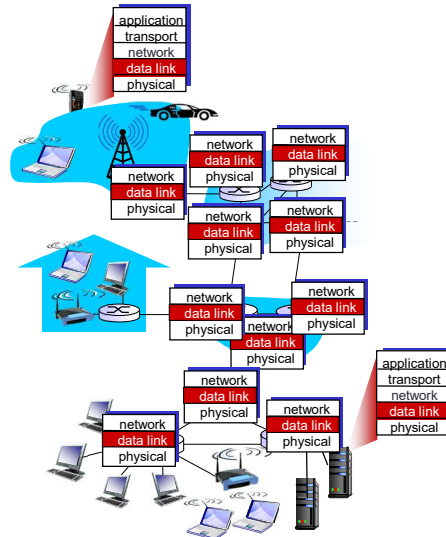 application
transport
network
data link
physical
network
data link
physical
network
data link
physical
network
data link
physical
network
data link
physical
network
data link
physical
network
data link
physical
network
data link
physical
network
data link
physical
application
transport
network
data link
physical
network
data link
physical
network
data link
physical
network
data link
physical